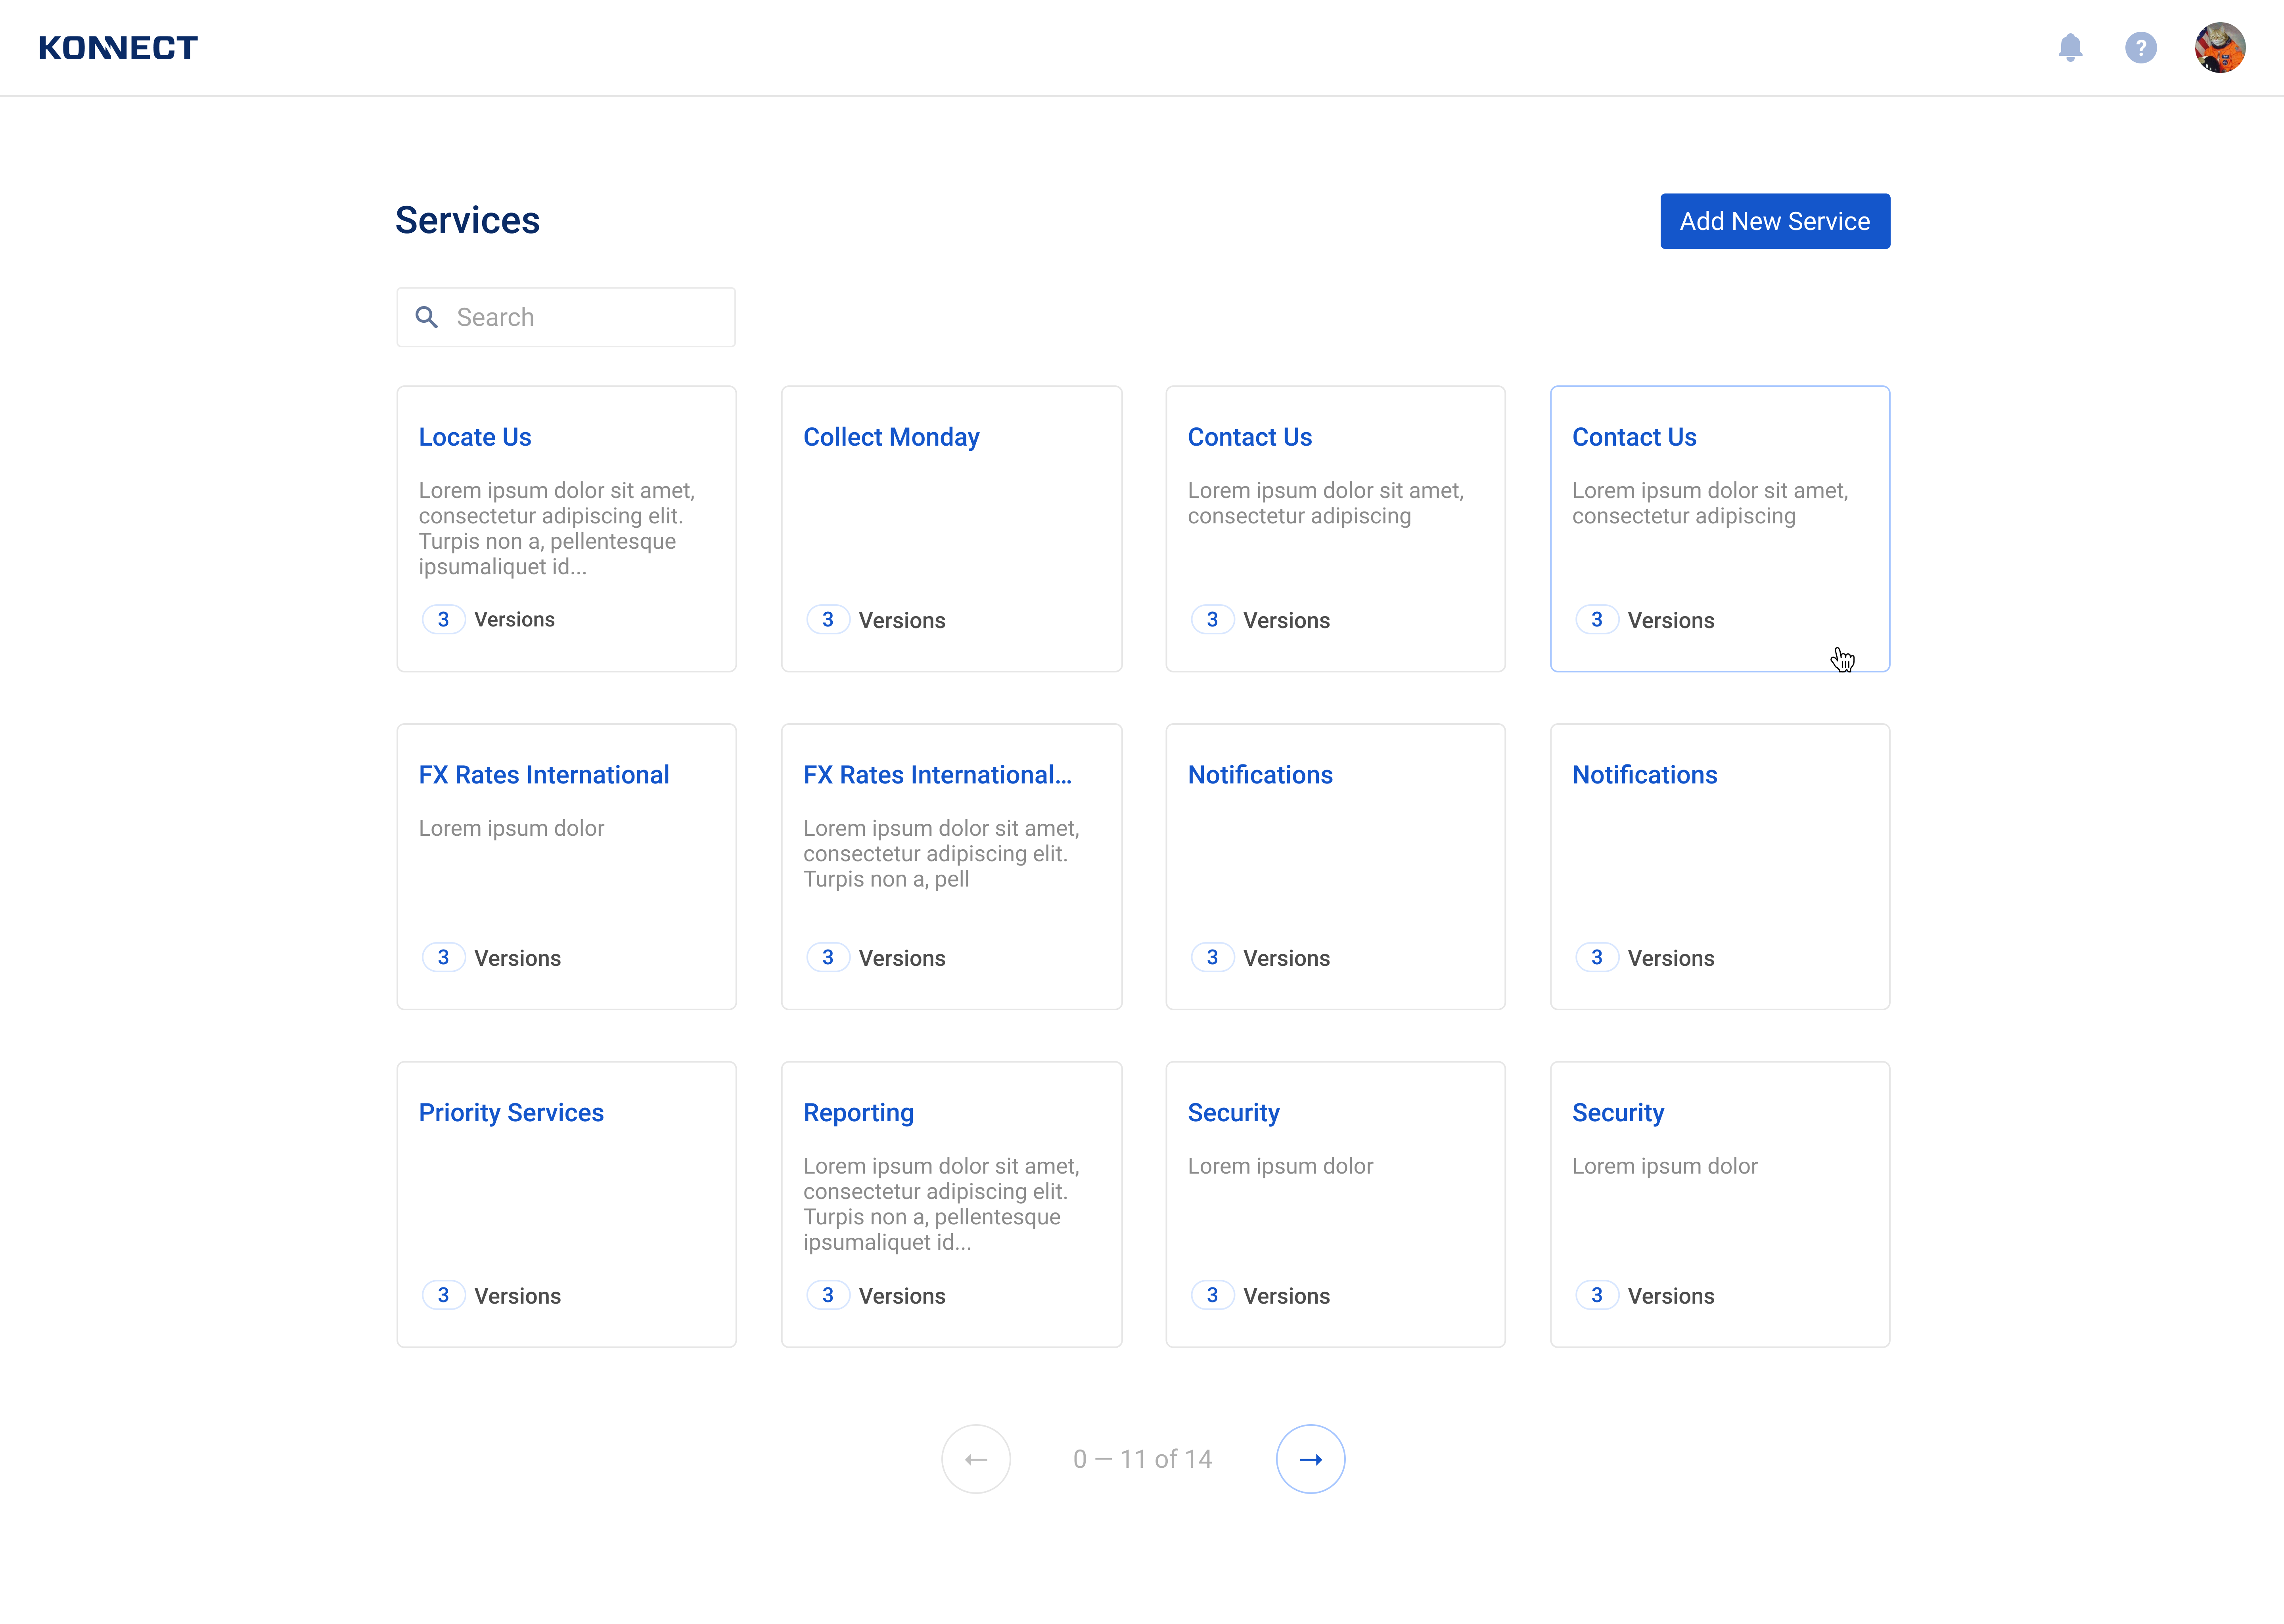 KONNECT
?
Services
Add New Service
Search
Locate Us
Lorem ipsum dolor sit amet,
consectetur adipiscing elit.
Turpis non a, pellentesque
ipsumaliquet id...
3 Versions
Collect Monday
3 Versions
Contact Us
Lorem ipsum dolor sit amet,
consectetur adipiscing
3 Versions
Contact Us
Lorem ipsum dolor sit amet,
consectetur adipiscing
3 Versions
FX Rates International
Lorem ipsum dolor
3 Versions
FX Rates International...
Lorem ipsum dolor sit amet,
consectetur adipiscing elit.
Turpis non a, pell
3 Versions
Notifications
3 Versions
Notifications
3 Versions
Priority Services
3 Versions
Reporting
Lorem ipsum dolor sit amet,
consectetur adipiscing elit.
Turpis non a, pellentesque
ipsumaliquet id...
3 Versions
Security
Lorem ipsum dolor
3 Versions
Security
Lorem ipsum dolor
3 Versions
0 — 11 of 14